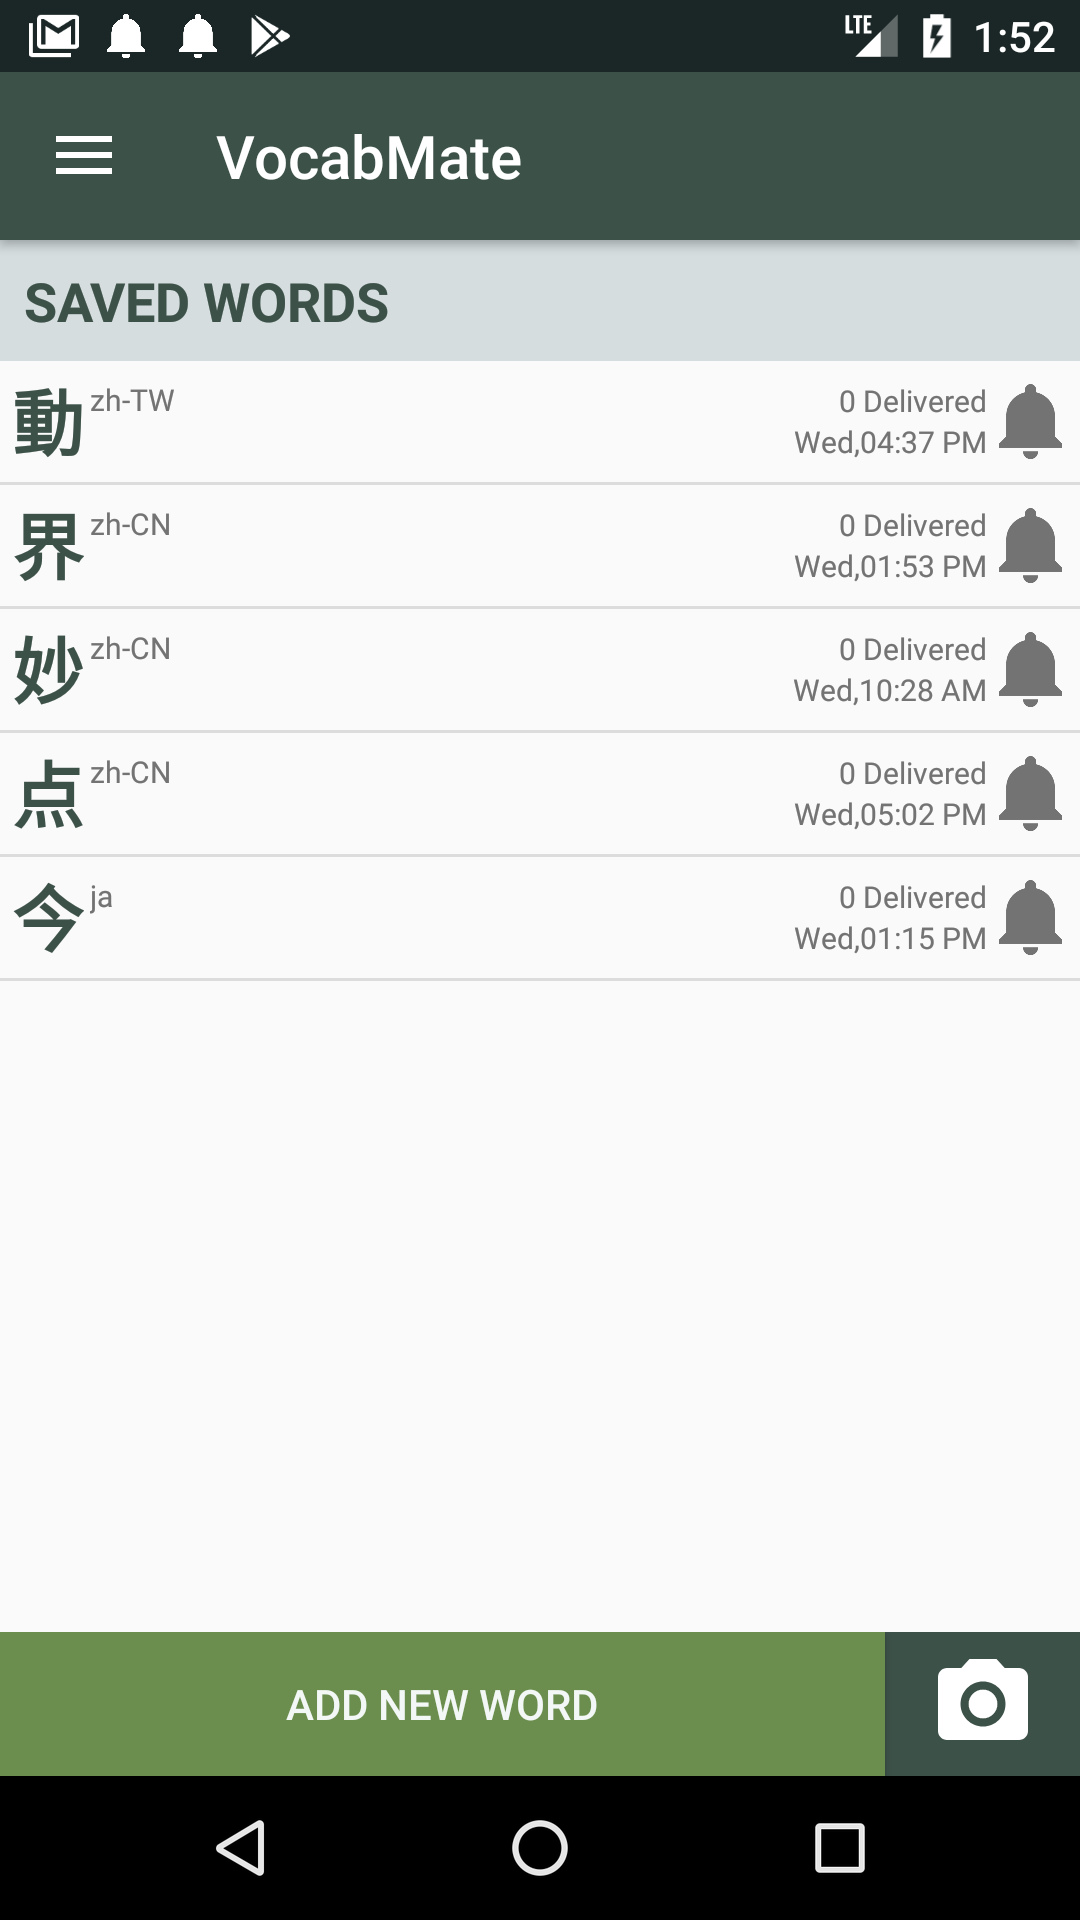 LTE 1:52
VocabMate
SAVED WORDS
動 zh-TW 0 Delivered
Wed,04:37 PM
界 zh-CN 0 Delivered
Wed,01:53 PM
妙 zh-CN 0 Delivered
Wed,10:28 AM
点 zh-CN 0 Delivered
Wed,05:02 PM
今 ja 0 Delivered
Wed,01:15 PM
ADD NEW WORD